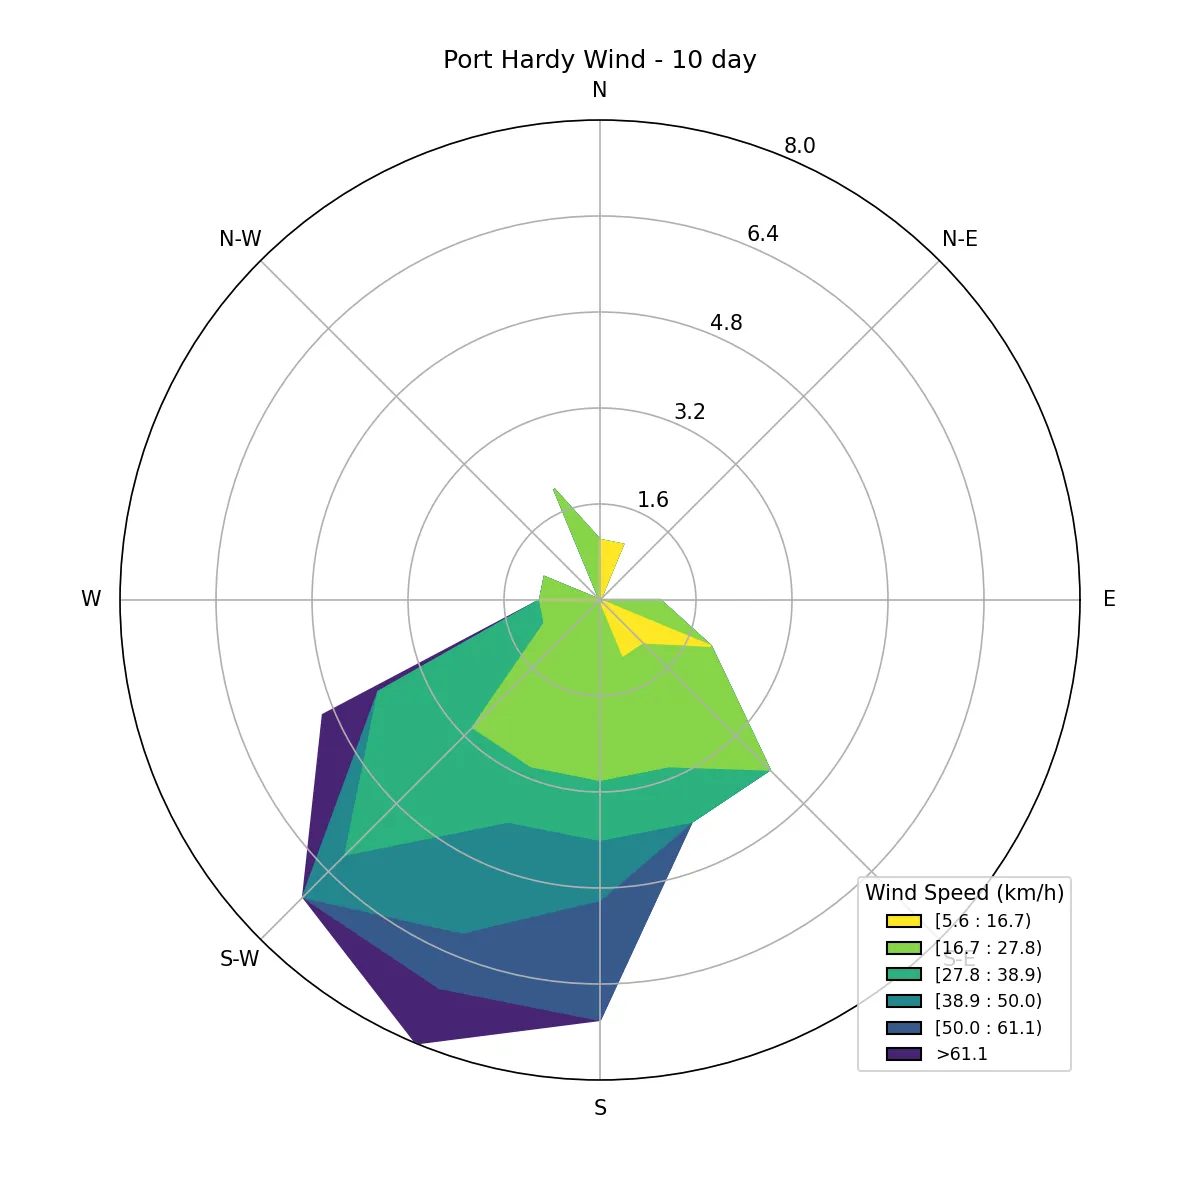 Port Hardy Wind - 10 day
N
8.0
N-W
6.4
N-E
4.8
3.2
1.6
W
E
S-W
S-E
S
Wind Speed (km/h)
[5.6 : 16.7)
[16.7 : 27.8)
[27.8 : 38.9)
[38.9 : 50.0)
[50.0 : 61.1)
>61.1